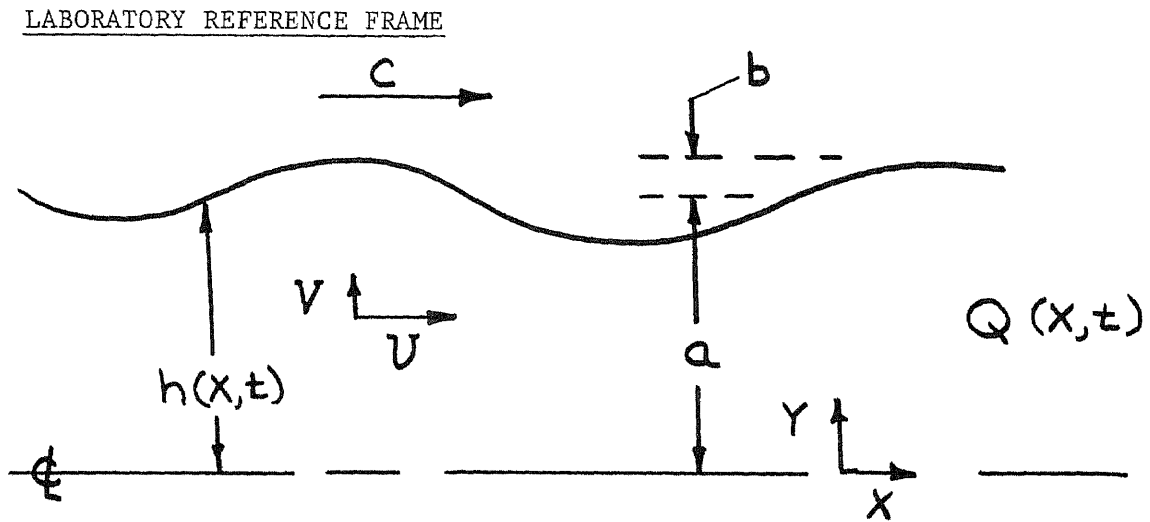 LABORATORY REFERENCE FRAME
C
b
V
U
Q (X,t)
a
h(X,t)
Y
℄
X